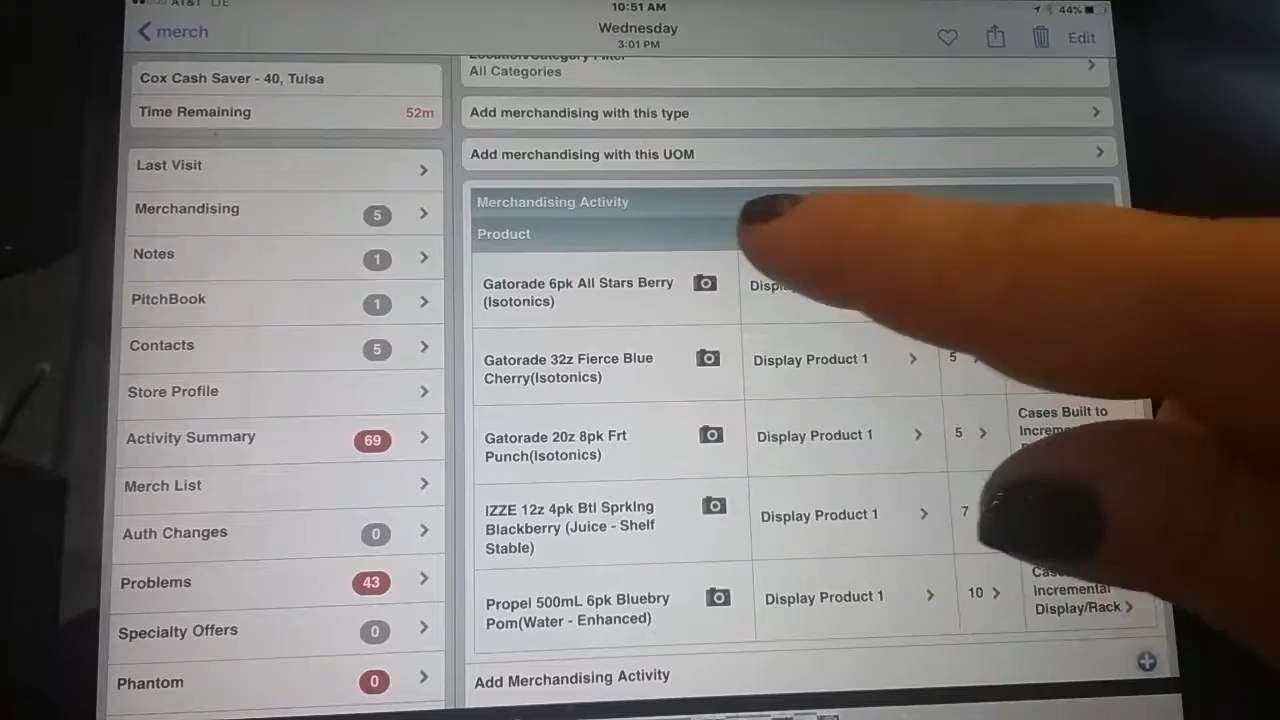 AT&T LTE
10:51 AM
44%
merch
Wednesday
3:01 PM
Edit
Cox Cash Saver - 40, Tulsa
Time Remaining 52m
Last Visit
Merchandising 5
Notes 1
PitchBook 1
Contacts 5
Store Profile
Activity Summary 69
Merch List
Auth Changes 0
Problems 43
Specialty Offers 0
Phantom 0
Location/Category Filter
All Categories
Add merchandising with this type
Add merchandising with this UOM
Merchandising Activity
Product
Gatorade 6pk All Stars Berry
(Isotonics)
Gatorade 32z Fierce Blue
Cherry(Isotonics)
Display Product 1
5
Gatorade 20z 8pk Frt
Punch(Isotonics)
Display Product 1
5
Cases Built to
IZZE 12z 4pk Btl Sprklng
Blackberry (Juice - Shelf
Stable)
Display Product 1
7
Propel 500mL 6pk Bluebry
Pom(Water - Enhanced)
Display Product 1
10
Incremental
Display/Rack
Add Merchandising Activity